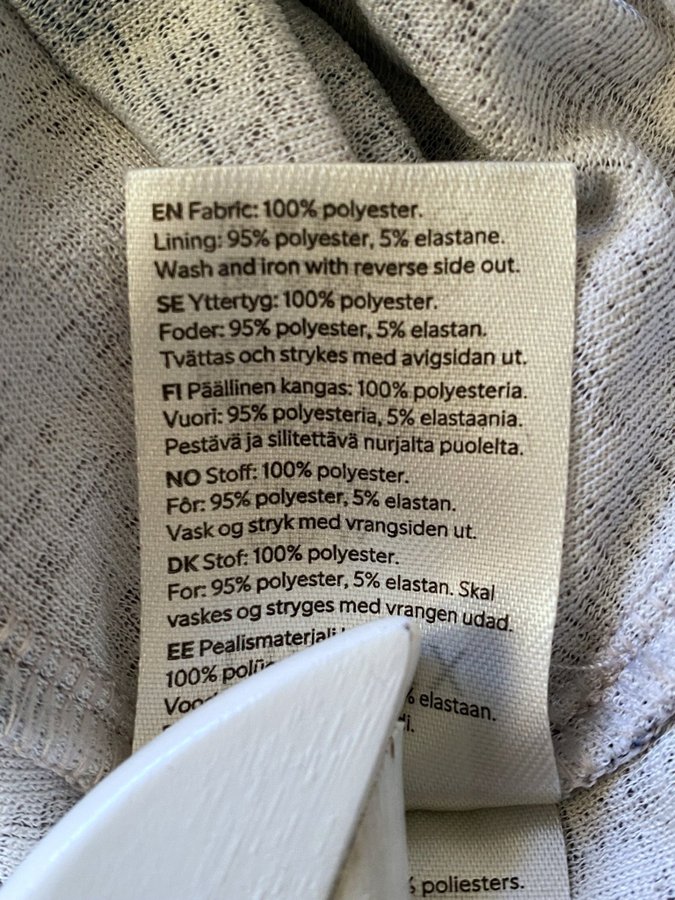 EN Fabric: 100% polyester.
Lining: 95% polyester, 5% elastane.
Wash and iron with reverse side out.
SE Yttertyg: 100% polyester.
Foder: 95% polyester, 5% elastan.
Tvättas och strykes med avigsidan ut.
FI Päällinen kangas: 100% polyesteria.
Vuori: 95% polyesteria, 5% elastaania.
Pestävä ja silitettävä nurjalta puolelta.
NO Stoff: 100% polyester.
Fôr: 95% polyester, 5% elastan.
Vask og stryk med vrangsiden ut.
DK Stof: 100% polyester.
For: 95% polyester, 5% elastan. Skal
vaskes og stryges med vrangen udad.
EE Pealismaterjali
100%
% elastaan.
poliesters.